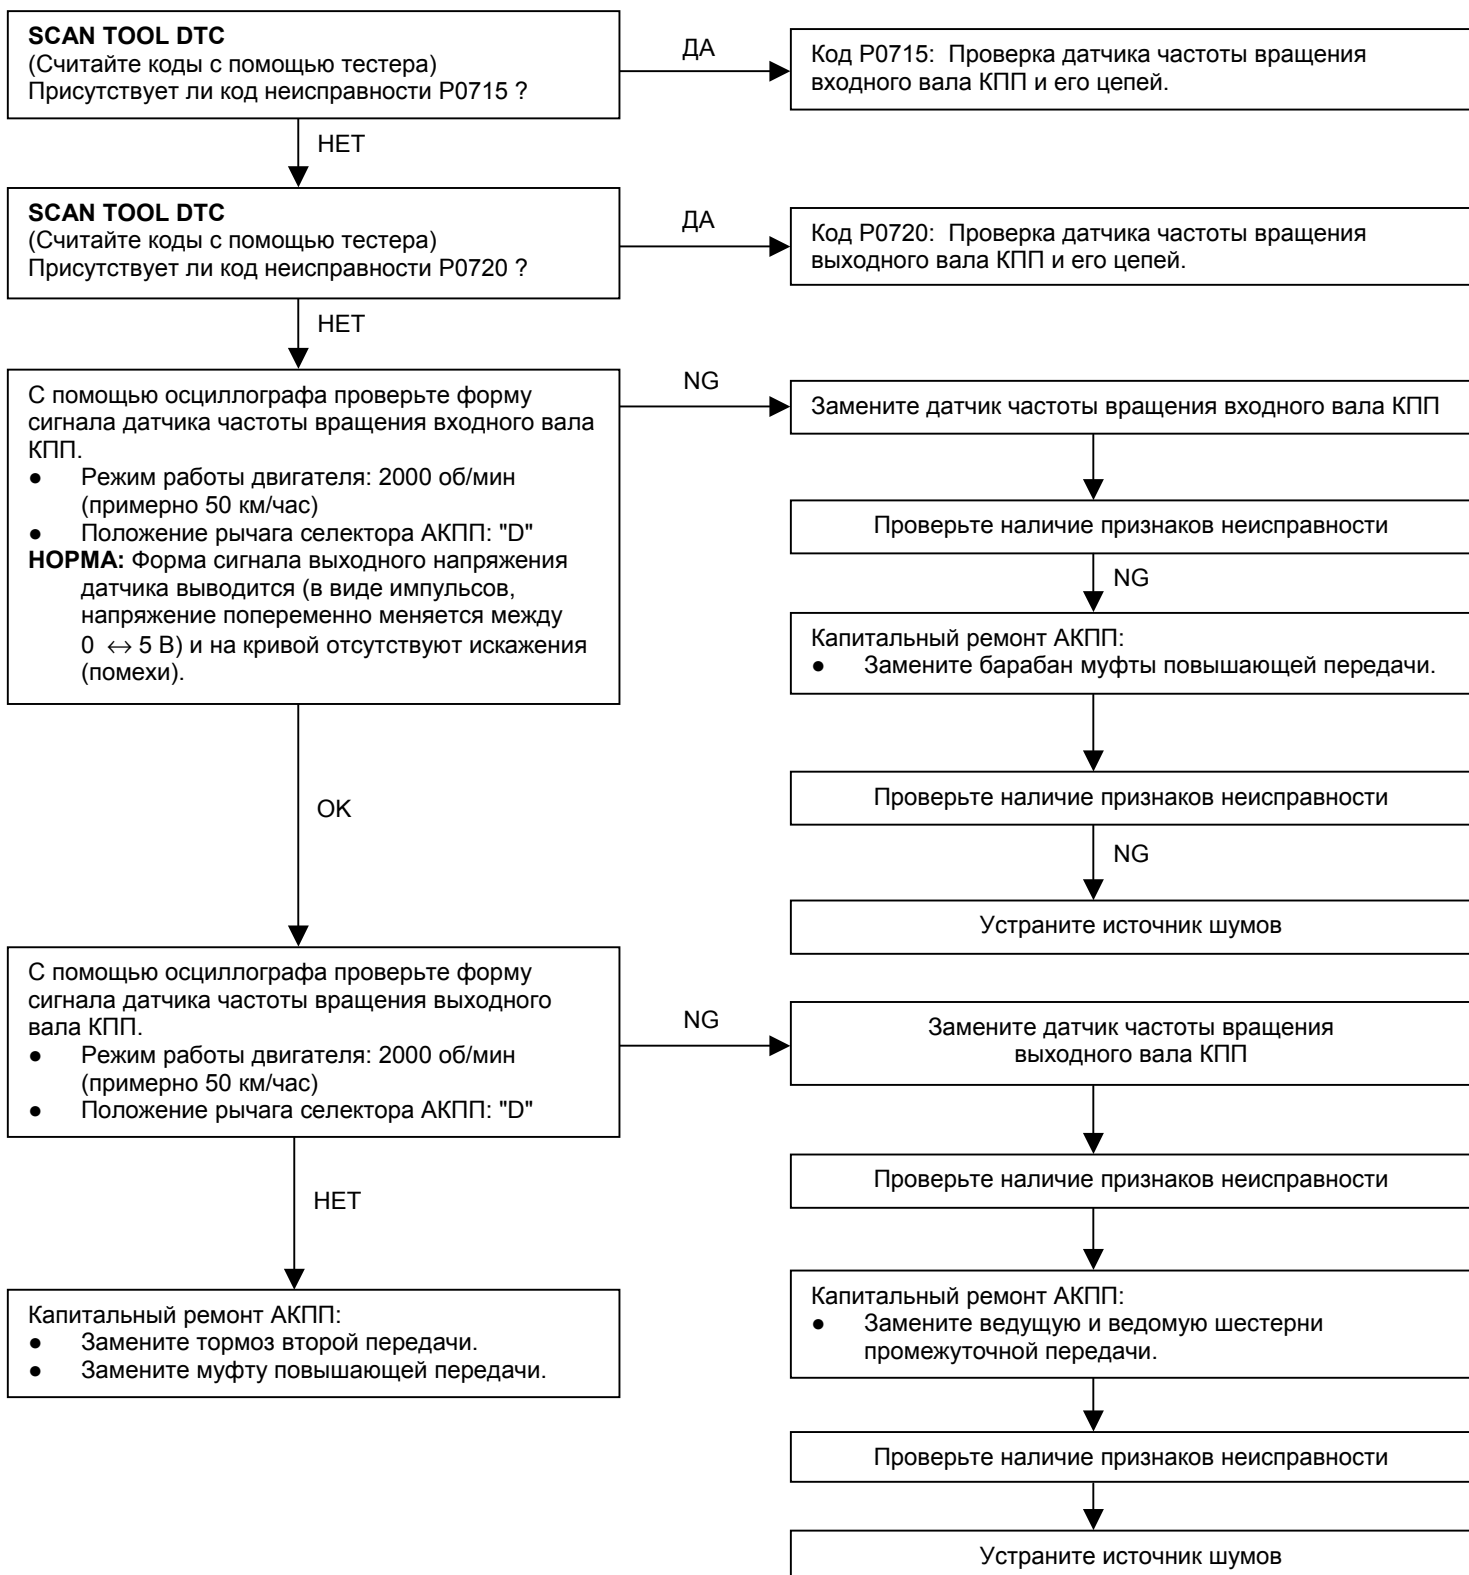 SCAN TOOL DTC
(Считайте коды с помощью тестера)
Присутствует ли код неисправности P0715 ?
ДА
Код P0715:  Проверка датчика частоты вращения
входного вала КПП и его цепей.
НЕТ
SCAN TOOL DTC
(Считайте коды с помощью тестера)
Присутствует ли код неисправности P0720 ?
ДА
Код P0720:  Проверка датчика частоты вращения
выходного вала КПП и его цепей.
НЕТ
С помощью осциллографа проверьте форму
сигнала датчика частоты вращения входного вала
КПП.
● Режим работы двигателя: 2000 об/мин
(примерно 50 км/час)
● Положение рычага селектора АКПП: "D"
НОРМА: Форма сигнала выходного напряжения
датчика выводится (в виде импульсов,
напряжение попеременно меняется между
0 ↔ 5 В) и на кривой отсутствуют искажения
(помехи).
NG
Замените датчик частоты вращения входного вала КПП
Проверьте наличие признаков неисправности
NG
Капитальный ремонт АКПП:
● Замените барабан муфты повышающей передачи.
Проверьте наличие признаков неисправности
NG
Устраните источник шумов
OK
С помощью осциллографа проверьте форму
сигнала датчика частоты вращения выходного
вала КПП.
● Режим работы двигателя: 2000 об/мин
(примерно 50 км/час)
● Положение рычага селектора АКПП: "D"
NG
Замените датчик частоты вращения
выходного вала КПП
Проверьте наличие признаков неисправности
Капитальный ремонт АКПП:
● Замените ведущую и ведомую шестерни
промежуточной передачи.
Проверьте наличие признаков неисправности
Устраните источник шумов
НЕТ
Капитальный ремонт АКПП:
● Замените тормоз второй передачи.
● Замените муфту повышающей передачи.